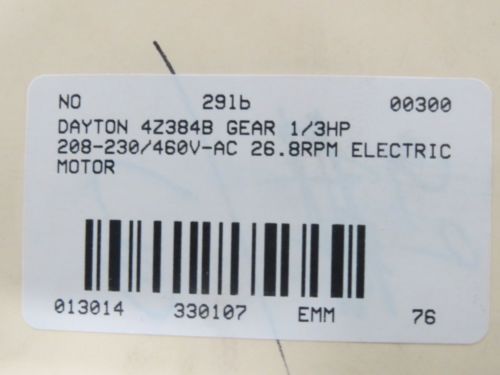 NO 291b 00300
DAYTON 4Z384B GEAR 1/3HP
208-230/460V-AC 26.8RPM ELECTRIC
MOTOR
013014 330107 EMM 76